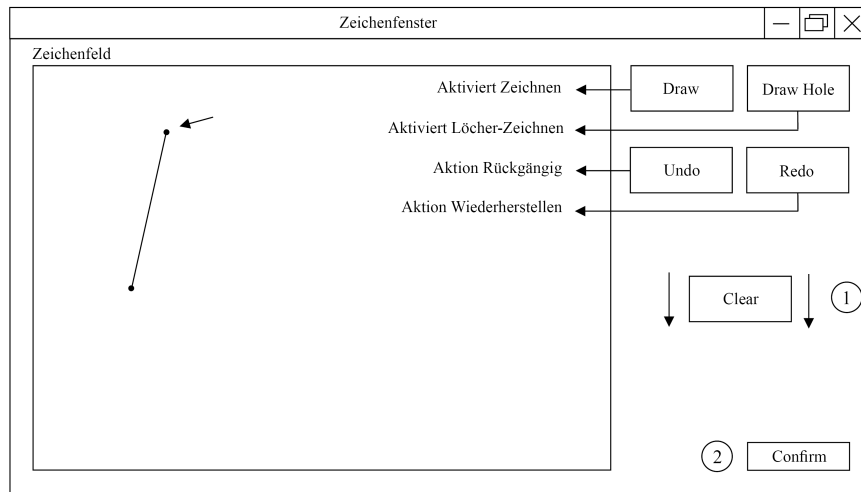 Zeichenfenster
Zeichenfeld
Aktiviert Zeichnen
Draw
Draw Hole
Aktiviert Löcher-Zeichnen
Aktion Rückgängig
Undo
Redo
Aktion Wiederherstellen
Clear
1
2
Confirm